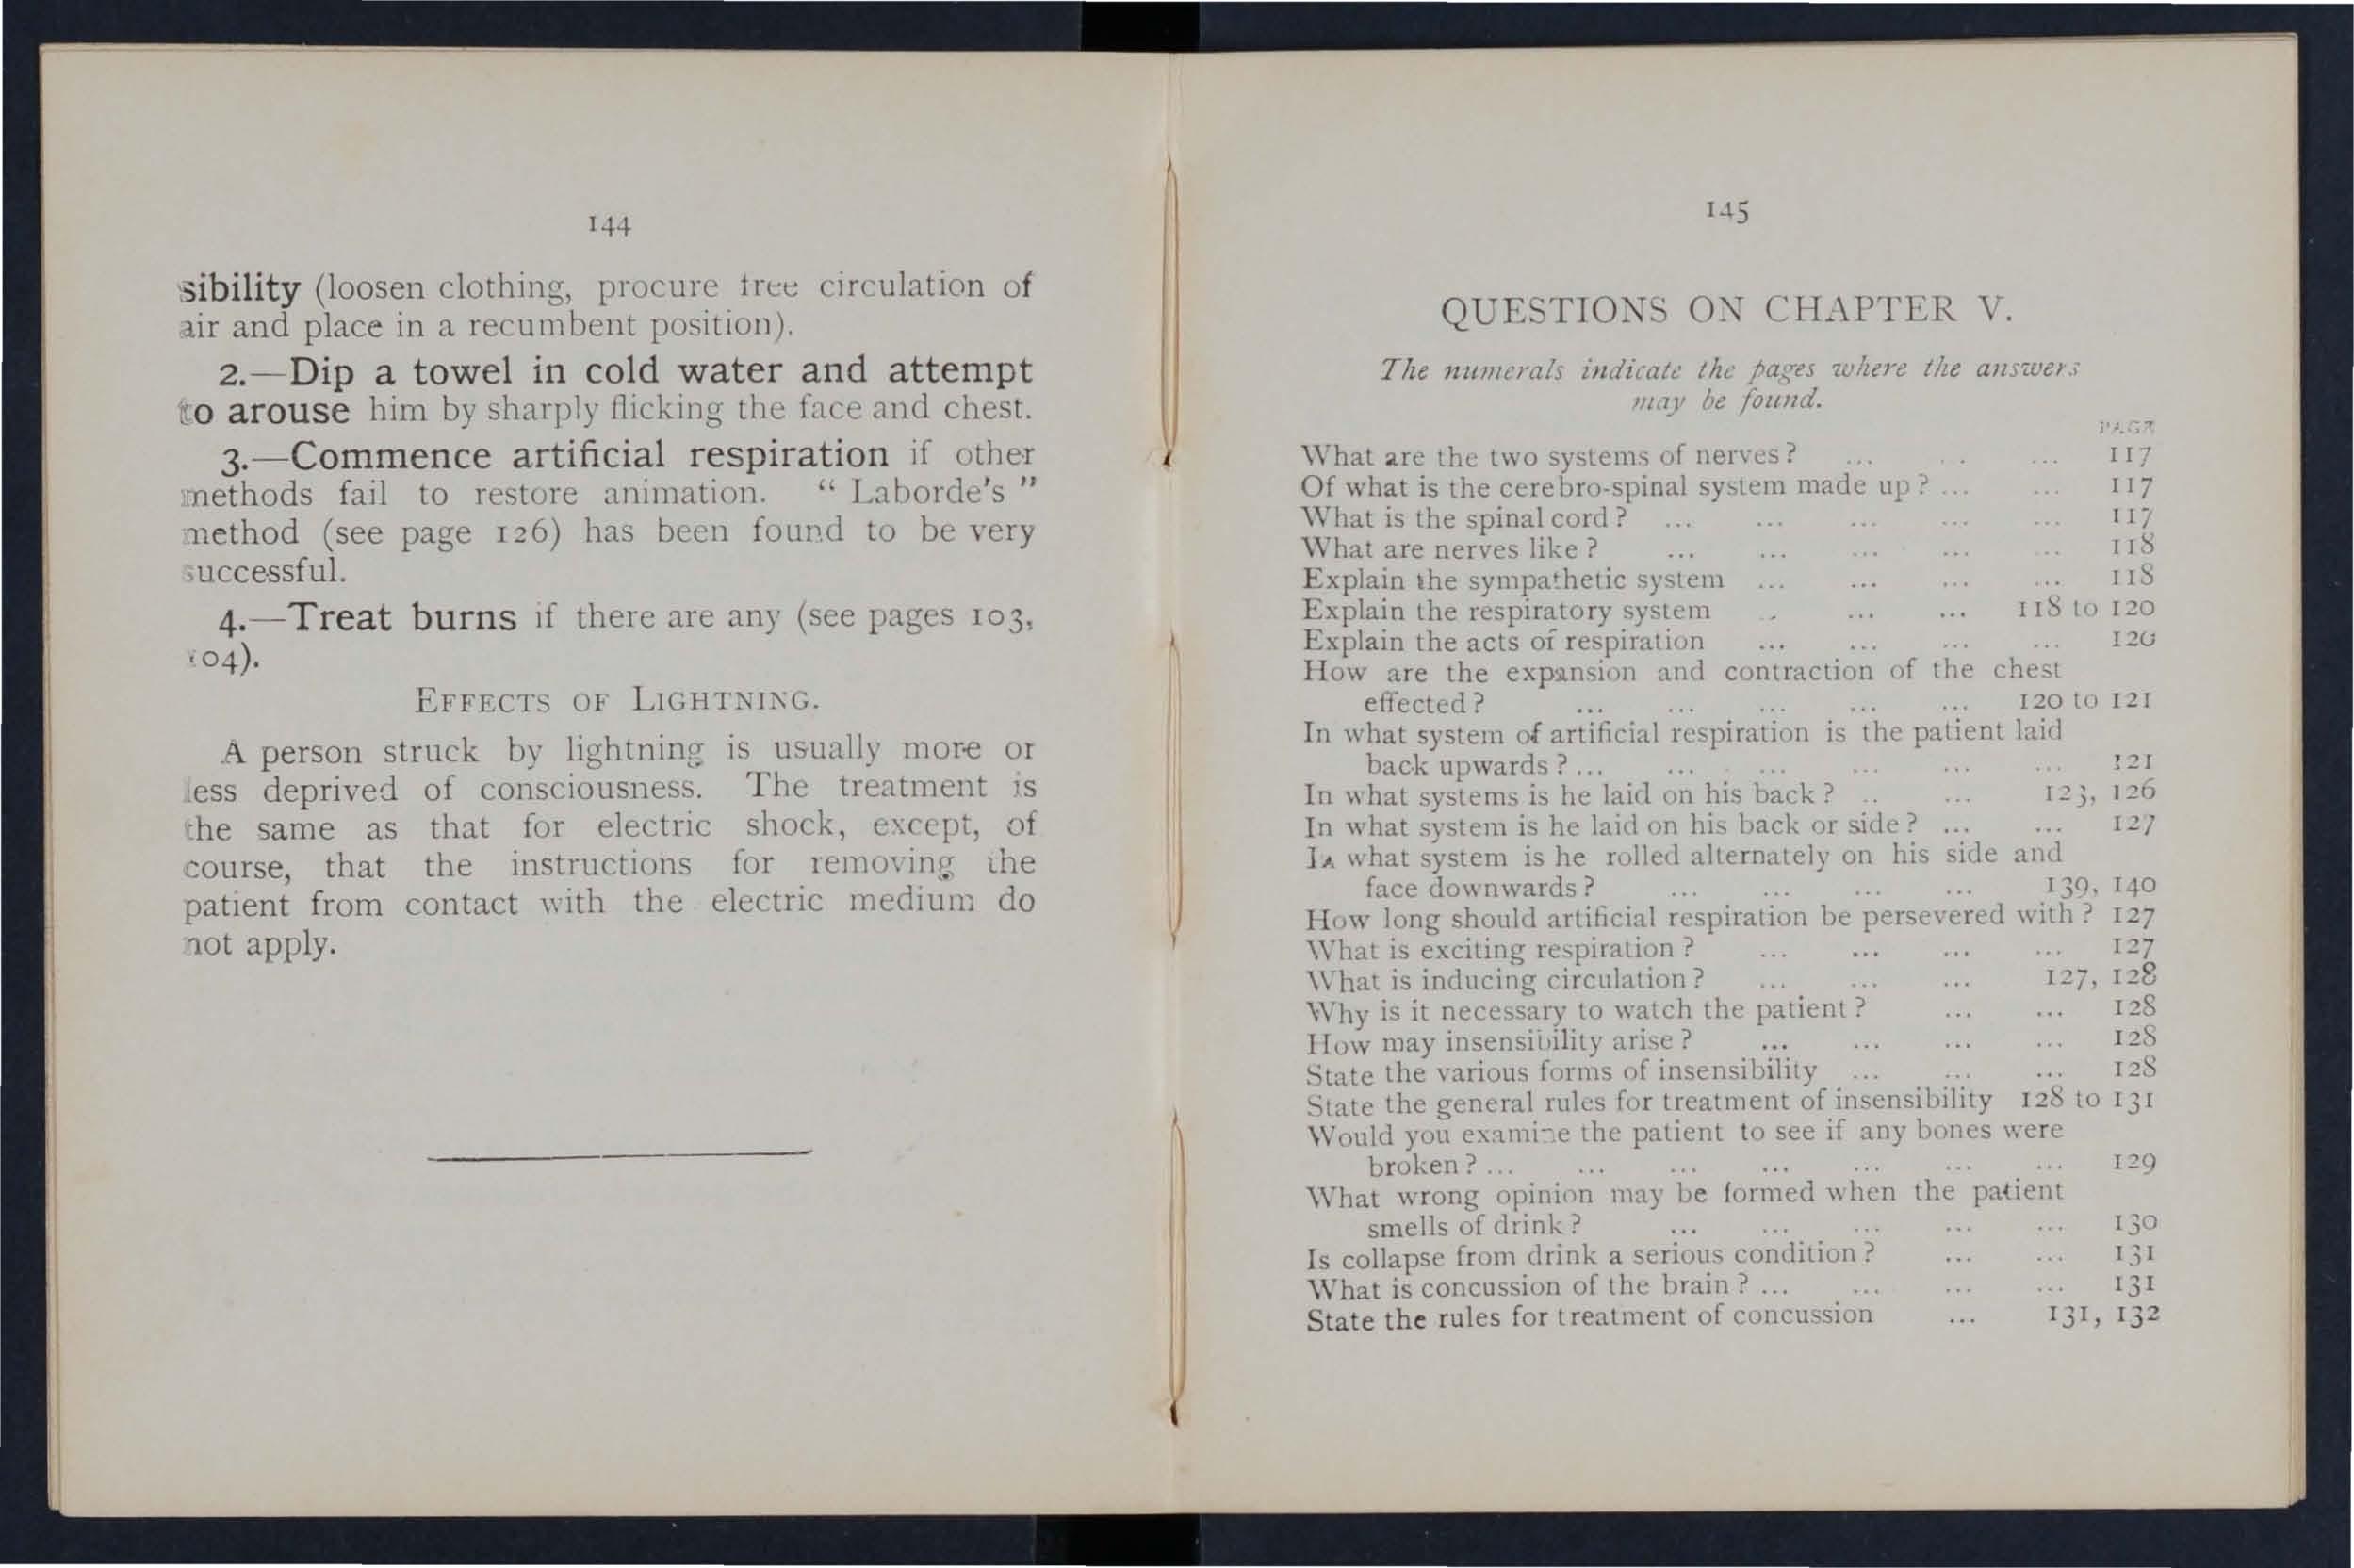 144
sibility (loosen clothing, procure free circulation of
air and place in a recumbent position).
2.—Dip a towel in cold water and attempt
to arouse him by sharply flicking the face and chest.
3.—Commence artificial respiration if other
methods fail to restore animation. “ Laborde's ”
method (see page 126) has been found to be very
successful.
4.—Treat burns if there are any (see pages 103,
104).
EFFECTS OF LIGHTNING.
A person struck by lightning is usually more or
less deprived of consciousness. The treatment is
the same as that for electric shock, except, of
course, that the instructions for removing the
patient from contact with the electric medium do
not apply.
145
QUESTIONS ON CHAPTER V.
The numerals indicate the pages where the answers
may be found.
PAGE
What are the two systems of nerves ? ... .. ... 117
Of what is the cerebro-spinal system made up ? ... ... 117
What is the spinal cord ? ... ... ... ... ... 117
What are nerves like ? ... ... ... ... ... 118
Explain the sympathetic system ... ... ... ... 118
Explain the respiratory system .. ... ... 118 to 120
Explain the acts of respiration ... ... ... ... 120
How are the expansion and contraction of the chest
effected ? ... ... ... ... ... 120 to 121
In what system of artificial respiration is the patient laid
back upwards ? ... ... ... ... ... ... 121
In what systems is he laid on his back ? .. ... 123, 126
In what system is he laid on his back or side ? ... ... 127
In what system is he rolled alternately on his side and
face downwards ? ... ... ... ... 139, 140
How long should artificial respiration be persevered with ? 127
What is exciting respiration ? ... ... ... ... 127
What is inducing circulation ? ... ... ... 127, 128
Why is it necessary to watch the patient ? ... ... 128
How may insensibility arise ? ... ... ... ... 128
State the various forms of insensibility ... ... ... 128
State the general rules for treatment of insensibility 128 to 131
Would you examine the patient to see if any bones were
broken ? ... ... ... ... ... ... ... 129
What wrong opinion may be formed when the patient
smells of drink ? ... ... ... ... ... 130
Is collapse from drink a serious condition ? ... ... 131
What is concussion of the brain ? ... ... ... ... 131
State the rules for treatment of concussion ... 131, 132